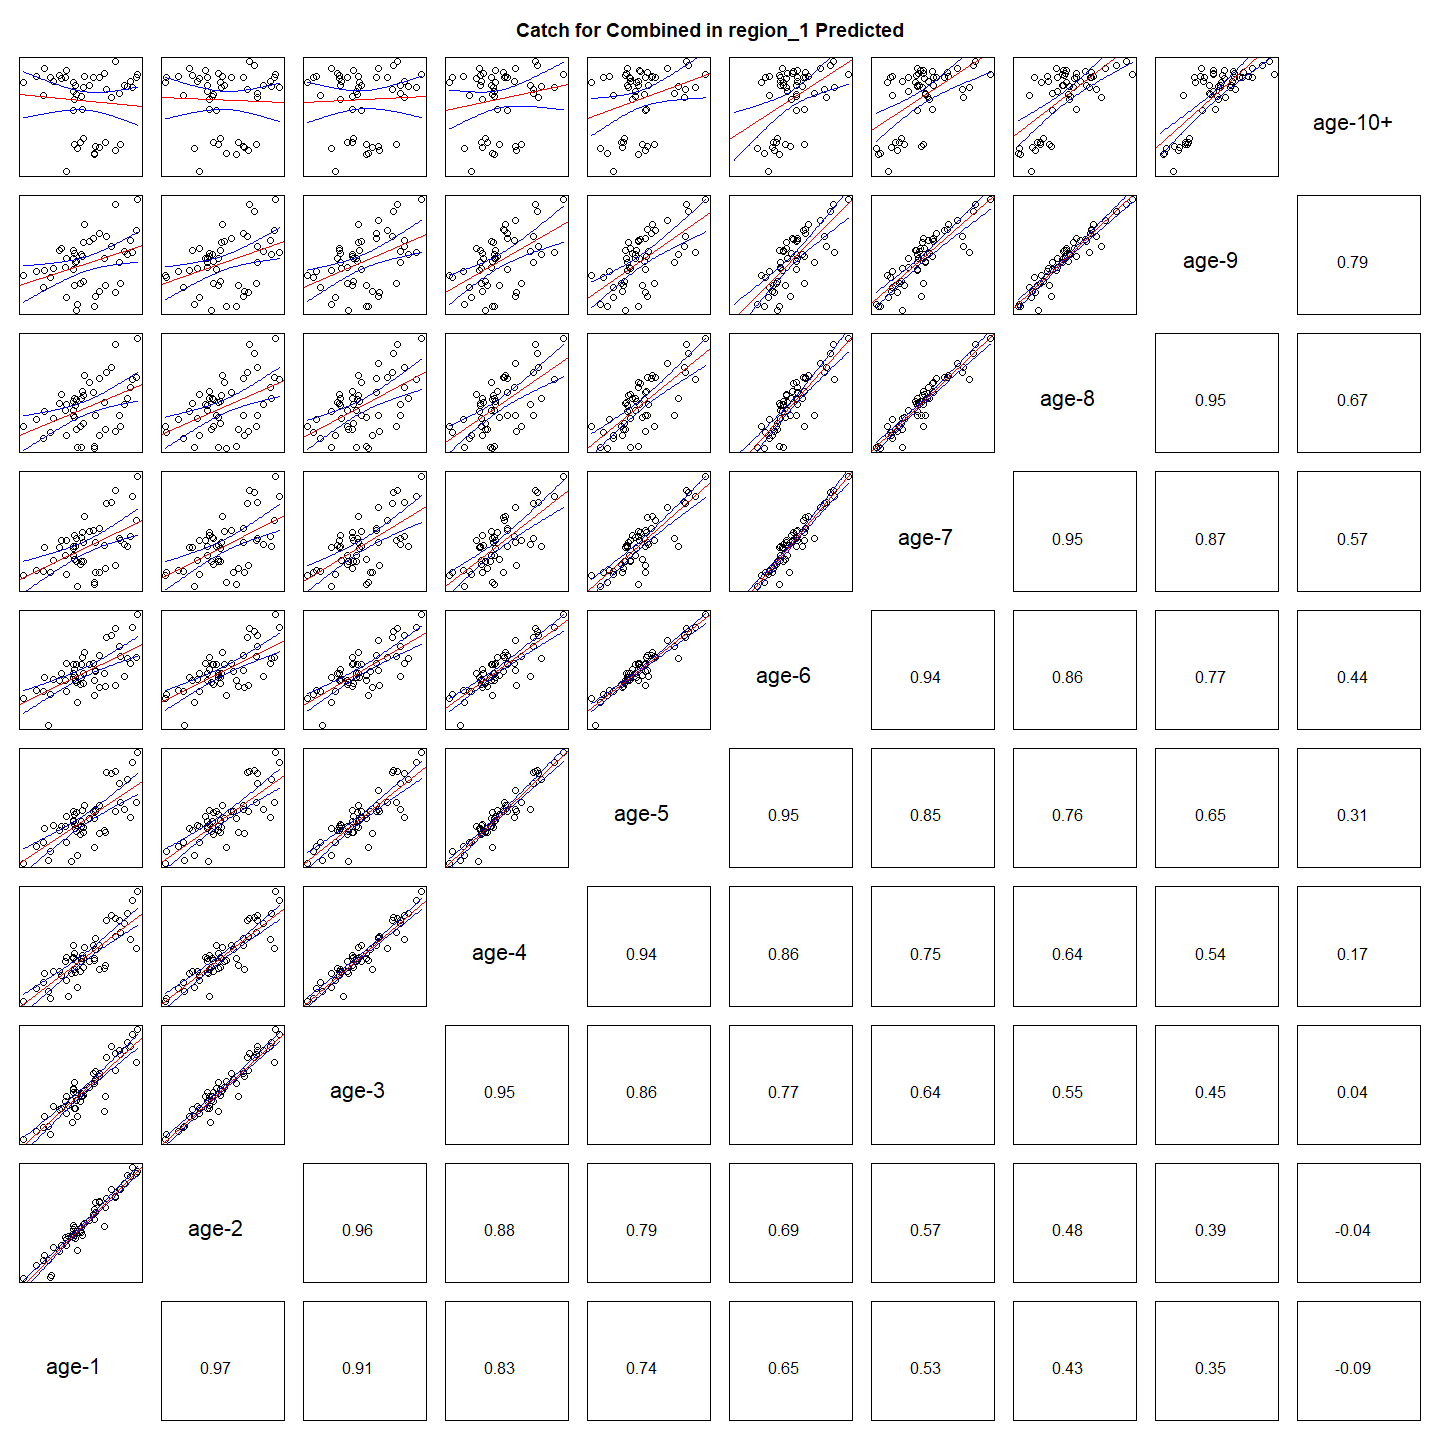 Catch for Combined in region_1 Predicted
age-10+
age-9 0.79
age-8 0.95 0.67
age-7 0.95 0.87 0.57
age-6 0.94 0.86 0.77 0.44
age-5 0.95 0.85 0.76 0.65 0.31
age-4 0.94 0.86 0.75 0.64 0.54 0.17
age-3 0.95 0.86 0.77 0.64 0.55 0.45 0.04
age-2 0.96 0.88 0.79 0.69 0.57 0.48 0.39 -0.04
age-1 0.97 0.91 0.83 0.74 0.65 0.53 0.43 0.35 -0.09